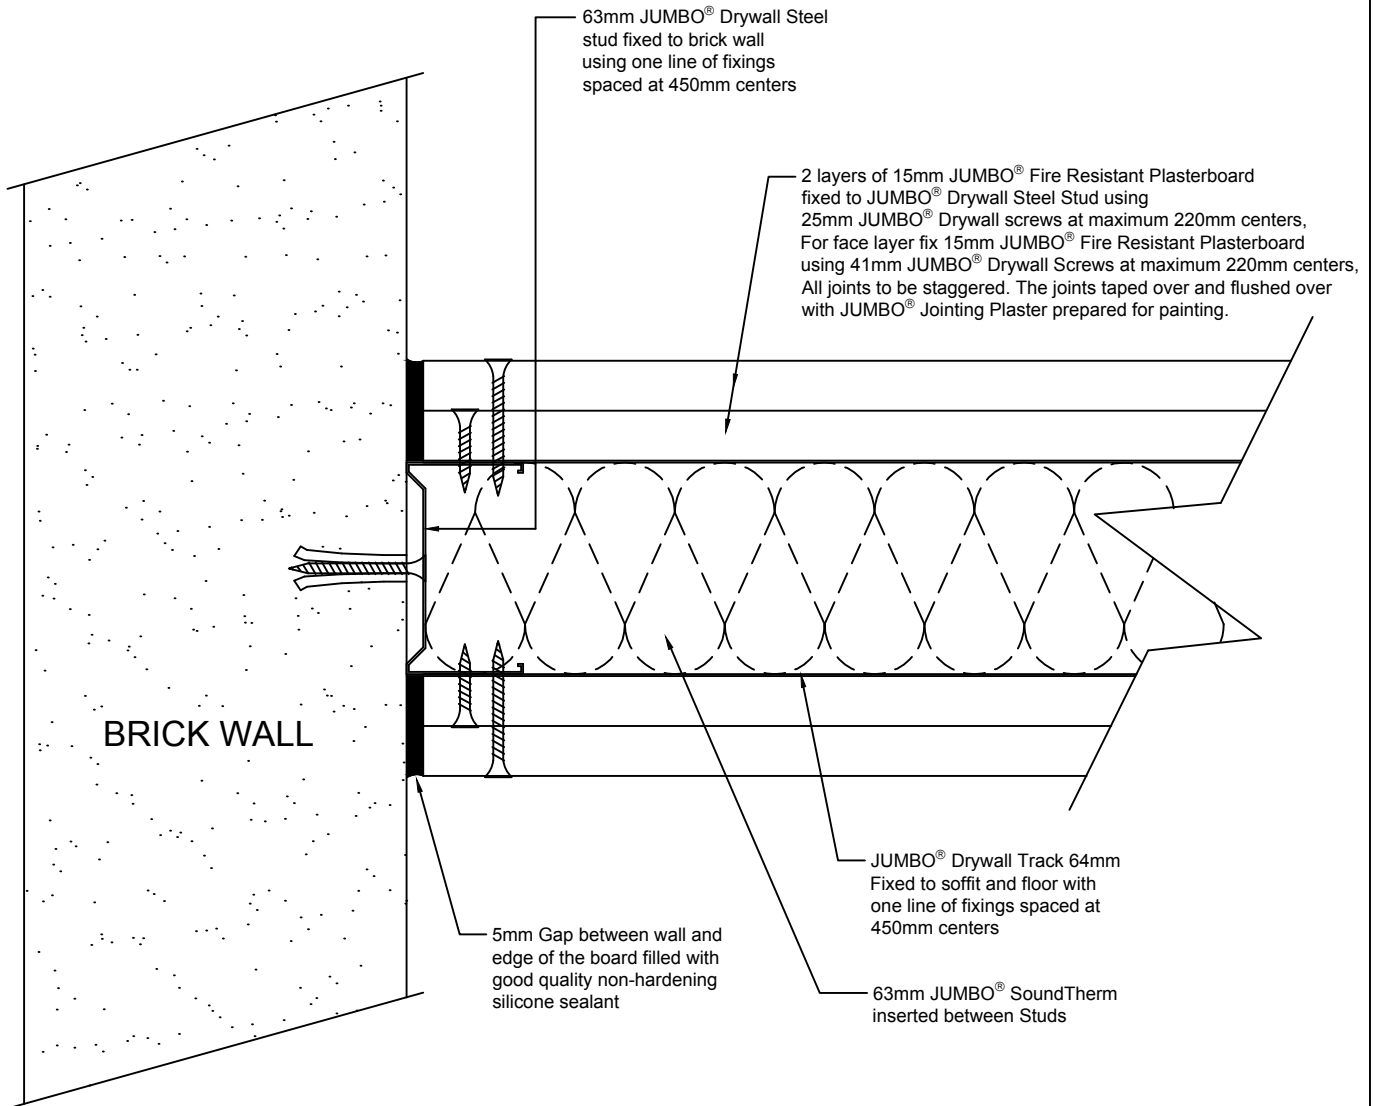 63mm JUMBO® Drywall Steel
stud fixed to brick wall
using one line of fixings
spaced at 450mm centers
2 layers of 15mm JUMBO® Fire Resistant Plasterboard
fixed to JUMBO® Drywall Steel Stud using
25mm JUMBO® Drywall screws at maximum 220mm centers,
For face layer fix 15mm JUMBO® Fire Resistant Plasterboard
using 41mm JUMBO® Drywall Screws at maximum 220mm centers,
All joints to be staggered. The joints taped over and flushed over
with JUMBO® Jointing Plaster prepared for painting.
BRICK WALL
JUMBO® Drywall Track 64mm
Fixed to soffit and floor with
one line of fixings spaced at
450mm centers
5mm Gap between wall and
edge of the board filled with
good quality non-hardening
silicone sealant
63mm JUMBO® SoundTherm
inserted between Studs